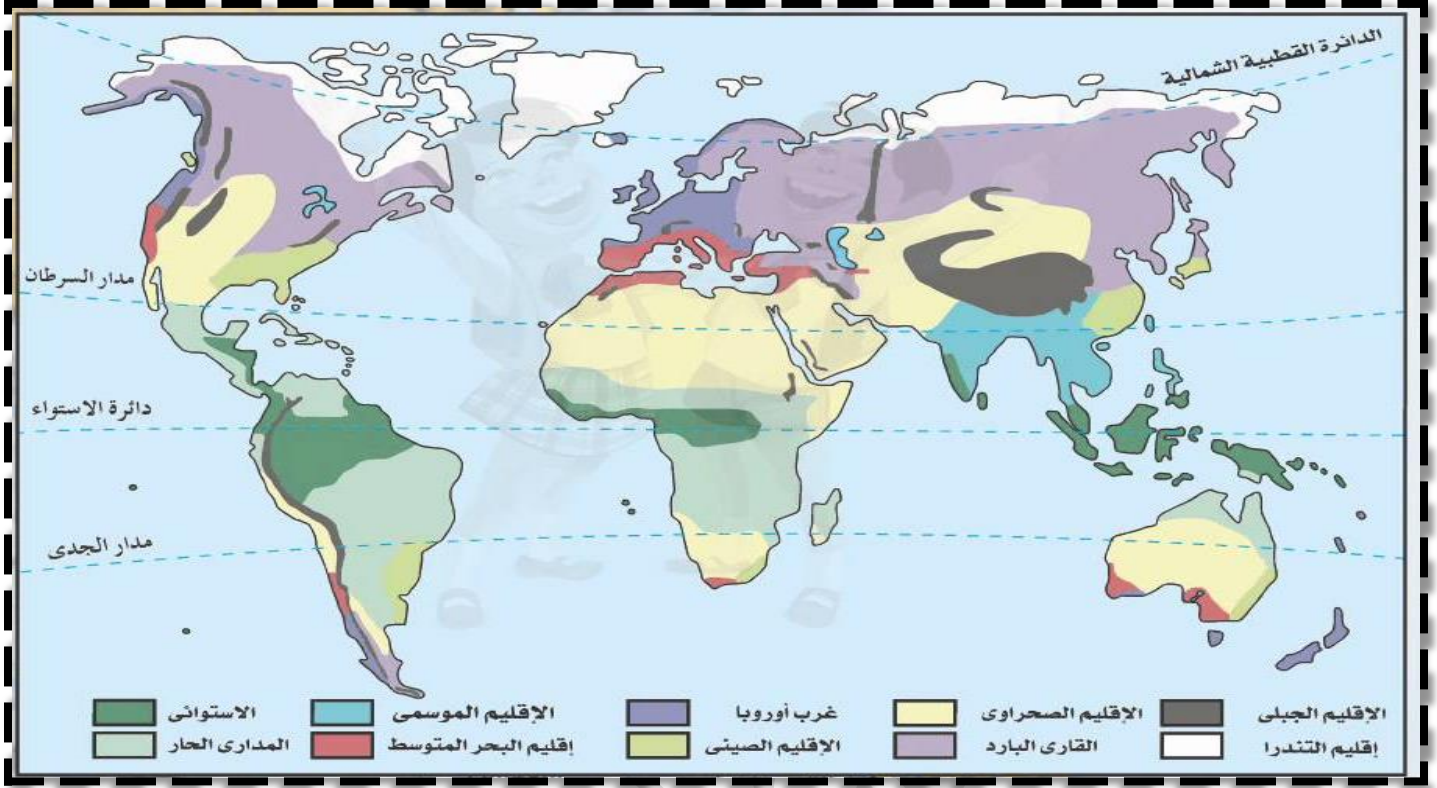 الدائرة القطبية الشمالية
مدار السرطان
دائرة الاستواء
مدار الجدى
الإقليم الجبلى
الإقليم الصحراوى
غرب أوروبا
الإقليم الموسمى
الاستوائى
إقليم التندرا
القارى البارد
الإقليم الصينى
إقليم البحر المتوسط
المدارى الحار